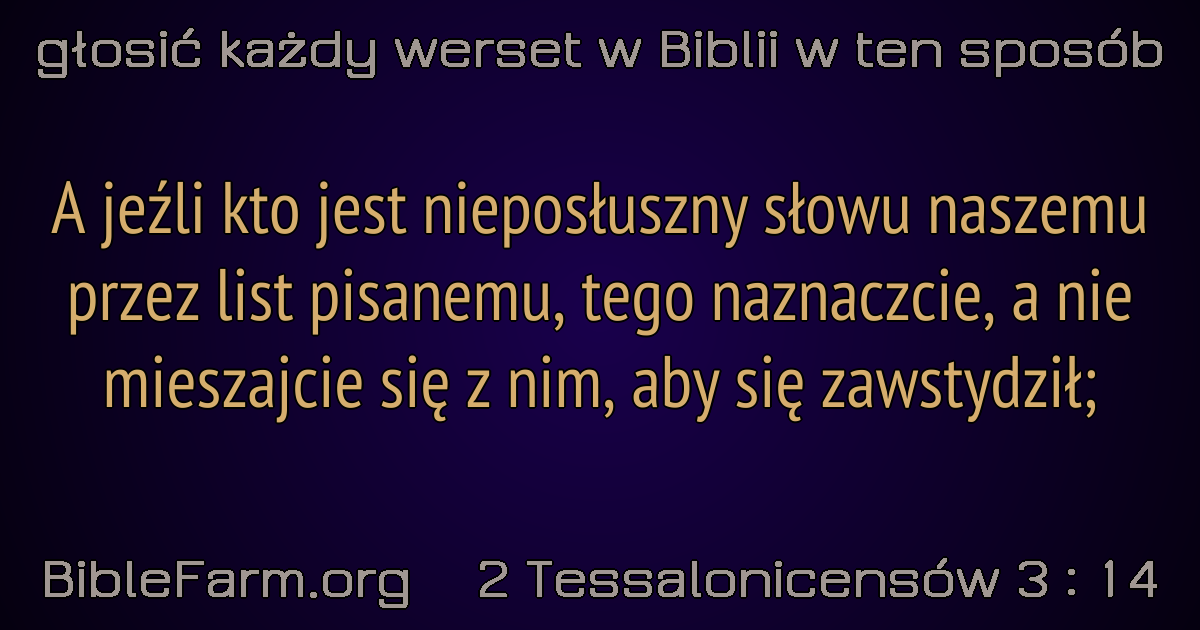 głosić każdy werset w Biblii w ten sposób
A jeźli kto jest nieposłuszny słowu naszemu
przez list pisanemu, tego naznaczcie, a nie
mieszajcie się z nim, aby się zawstydził;
BibleFarm.org 2 Tessalonicensów 3 : 14